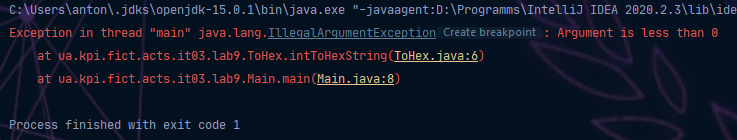 C:\Users\anton\.jdks\openjdk-15.0.1\bin\java.exe "-javaagent:D:\Programms\IntelliJ IDEA 2020.2.3\lib\ide
Exception in thread "main" java.lang.IllegalArgumentException Create breakpoint : Argument is less than 0
at ua.kpi.fict.acts.it03.lab9.ToHex.intToHexString(ToHex.java:6)
at ua.kpi.fict.acts.it03.lab9.Main.main(Main.java:8)
Process finished with exit code 1